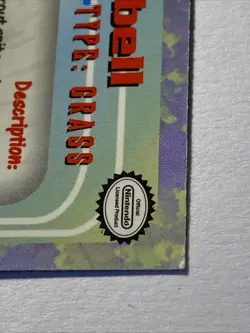 bell
TYPE: GRASS
Description:
Official
Nintendo
Licensed Product